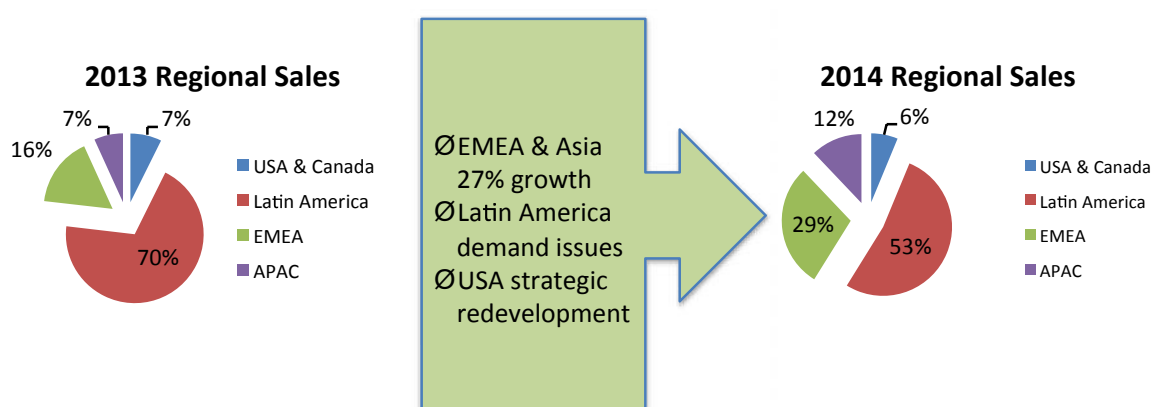 2013 Regional Sales
7%
7%
16%
70%
USA & Canada
Latin America
EMEA
APAC
ØEMEA & Asia
27% growth
ØLatin America
demand issues
ØUSA strategic
redevelopment
2014 Regional Sales
12%
6%
29%
53%
USA & Canada
Latin America
EMEA
APAC